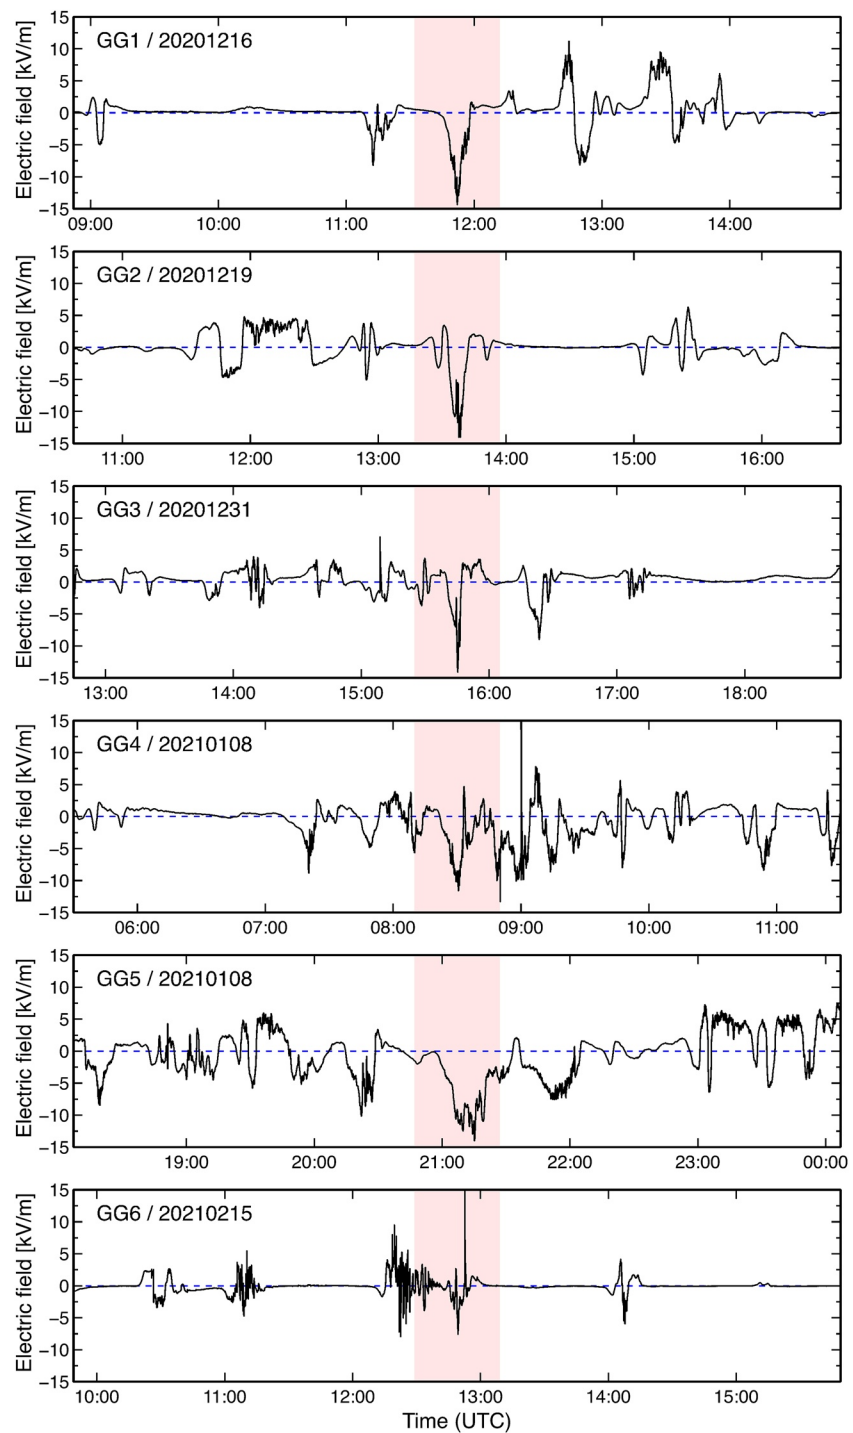 GG1 / 20201216
Electric field [kV/m]
15
10
5
0
−5
−10
−15
09:00 10:00 11:00 12:00 13:00 14:00
GG2 / 20201219
Electric field [kV/m]
15
10
5
0
−5
−10
−15
11:00 12:00 13:00 14:00 15:00 16:00
GG3 / 20201231
Electric field [kV/m]
15
10
5
0
−5
−10
−15
13:00 14:00 15:00 16:00 17:00 18:00
GG4 / 20210108
Electric field [kV/m]
15
10
5
0
−5
−10
−15
06:00 07:00 08:00 09:00 10:00 11:00
GG5 / 20210108
Electric field [kV/m]
15
10
5
0
−5
−10
−15
19:00 20:00 21:00 22:00 23:00 00:00
GG6 / 20210215
Electric field [kV/m]
15
10
5
0
−5
−10
−15
10:00 11:00 12:00 13:00 14:00 15:00
Time (UTC)